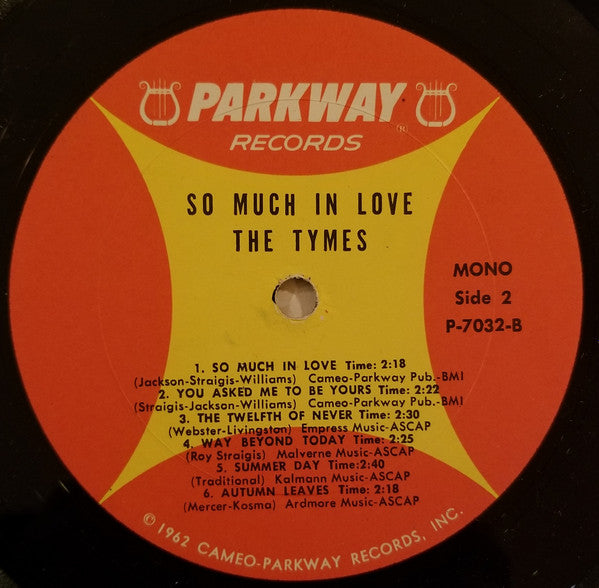 PARKWAY
®
RECORDS
SO MUCH IN LOVE
THE TYMES
MONO
Side 2
P-7032-B
1. SO MUCH IN LOVE Time: 2:18
(Jackson-Straigis-Williams) Cameo-Parkway Pub.-BMI
2. YOU ASKED ME TO BE YOURS Time: 2:22
(Straigis-Jackson-Williams) Cameo-Parkway Pub.-BMI
3. THE TWELFTH OF NEVER Time: 2:30
(Webster-Livingston) Empress Music-ASCAP
4. WAY BEYOND TODAY Time: 2:25
(Roy Straigis) Malverne Music-ASCAP
5. SUMMER DAY Time:2:40
(Traditional) Kalmann Music-ASCAP
6. AUTUMN LEAVES Time: 2:18
(Mercer-Kosma) Ardmore Music-ASCAP
© 1962 CAMEO-PARKWAY RECORDS, INC.